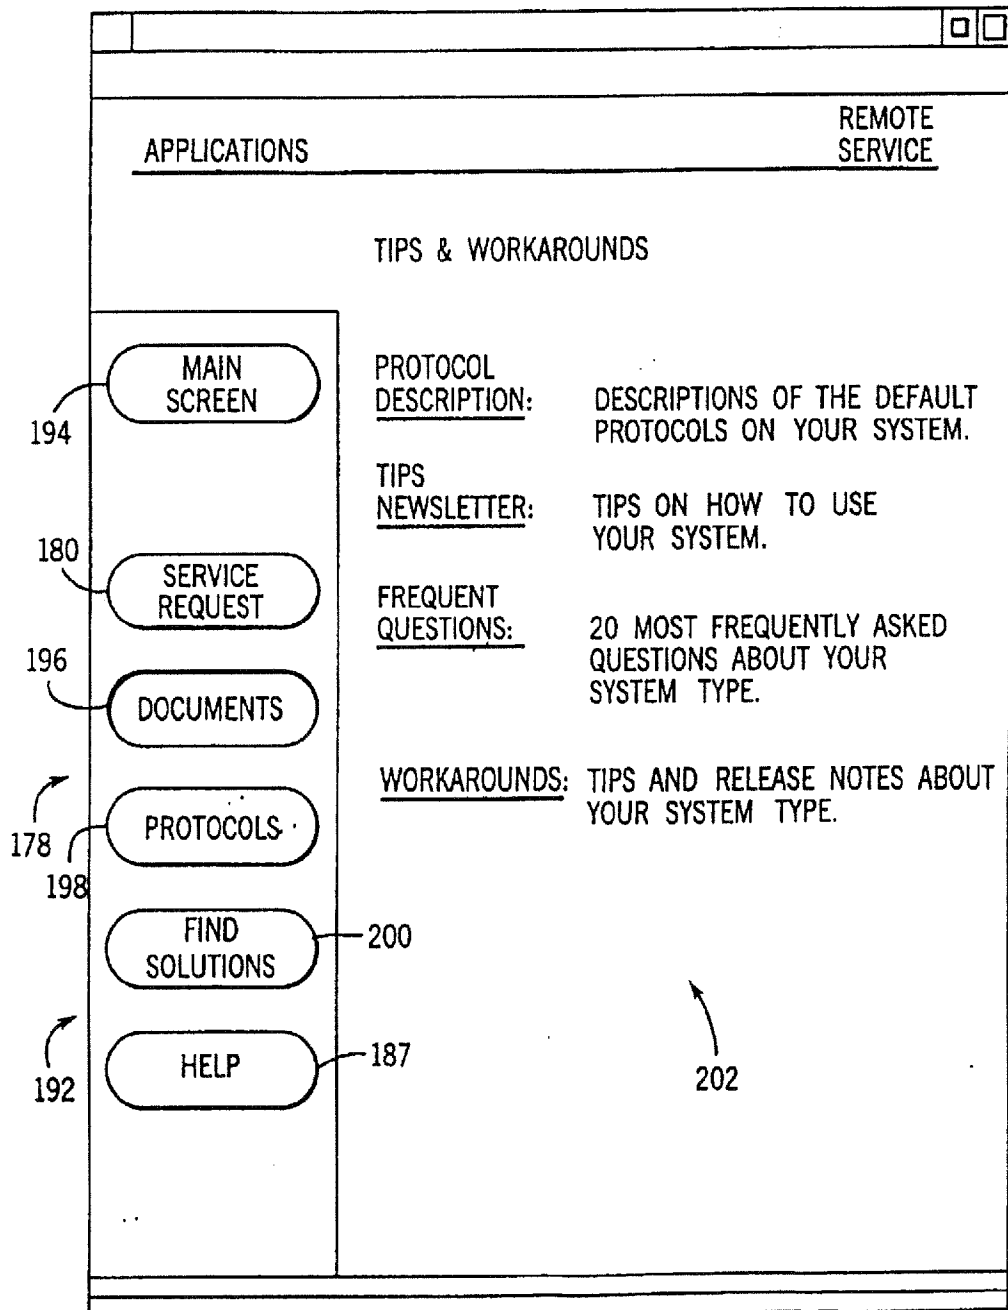 REMOTE
APPLICATIONS SERVICE
TIPS & WORKAROUNDS
MAIN
SCREEN
194
180
SERVICE
REQUEST
196
DOCUMENTS
178
PROTOCOLS
198
FIND
SOLUTIONS
200
192
HELP
187
PROTOCOL
DESCRIPTION:
DESCRIPTIONS OF THE DEFAULT
PROTOCOLS ON YOUR SYSTEM.
TIPS
NEWSLETTER:
TIPS ON HOW TO USE
YOUR SYSTEM.
FREQUENT
QUESTIONS:
20 MOST FREQUENTLY ASKED
QUESTIONS ABOUT YOUR
SYSTEM TYPE.
WORKAROUNDS: TIPS AND RELEASE NOTES ABOUT
YOUR SYSTEM TYPE.
202